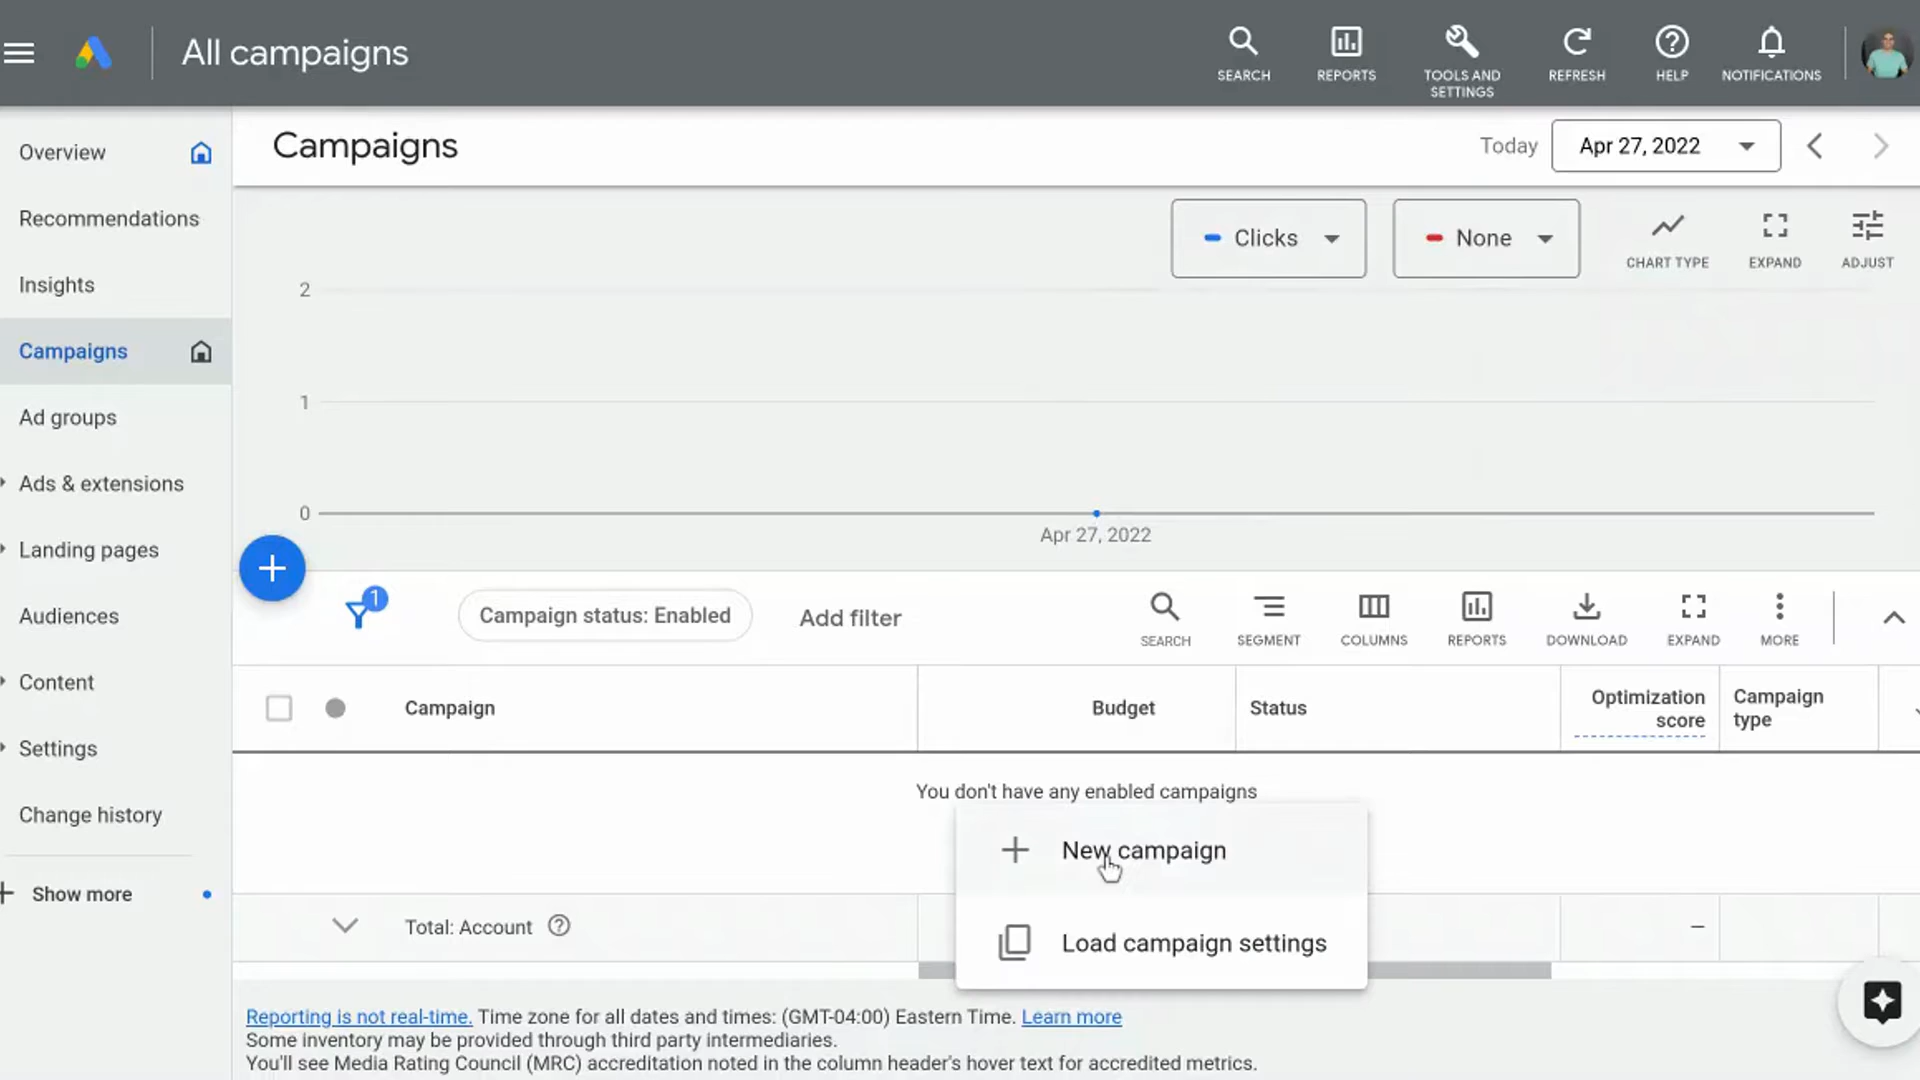 All campaigns
SEARCH
REPORTS
TOOLS AND
SETTINGS
REFRESH
HELP
NOTIFICATIONS
Overview
Recommendations
Insights
Campaigns
Ad groups
Ads & extensions
Landing pages
Audiences
Content
Settings
Change history
Show more
Campaigns
Today
Apr 27, 2022
Clicks
None
CHART TYPE
EXPAND
ADJUST
2
1
0
Apr 27, 2022
1
Campaign status: Enabled
Add filter
SEARCH
SEGMENT
COLUMNS
REPORTS
DOWNLOAD
EXPAND
MORE
Campaign
Budget
Status
Optimization
score
Campaign
type
You don't have any enabled campaigns
New campaign
Load campaign settings
Total: Account
–
Reporting is not real-time. Time zone for all dates and times: (GMT-04:00) Eastern Time. Learn more
Some inventory may be provided through third party intermediaries.
You'll see Media Rating Council (MRC) accreditation noted in the column header's hover text for accredited metrics.